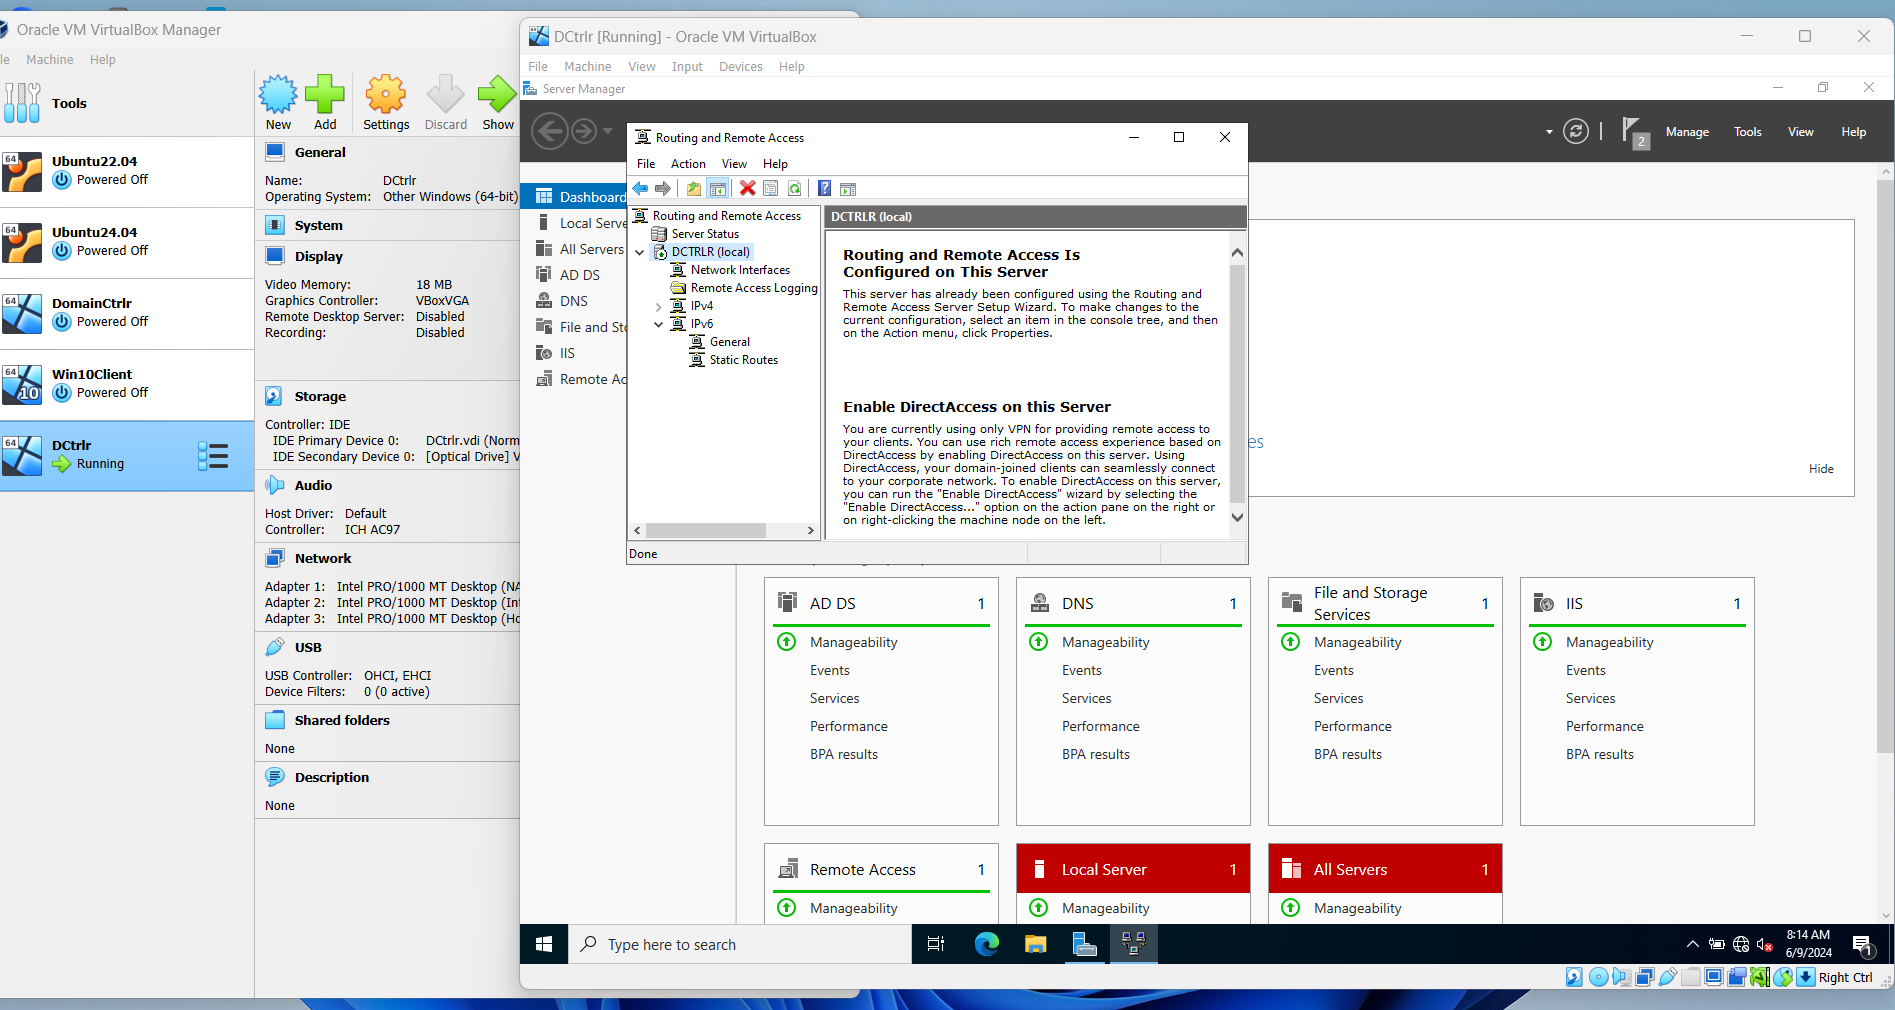 Oracle VM VirtualBox Manager
le Machine Help
Tools
New
Add
Settings
Discard
Show
64
Ubuntu22.04
Powered Off
64
Ubuntu24.04
Powered Off
64
DomainCtrlr
Powered Off
64
10
Win10Client
Powered Off
64
DCtrlr
Running
General
Name: DCtrlr
Operating System: Other Windows (64-bit)
System
Display
Video Memory: 18 MB
Graphics Controller: VBoxVGA
Remote Desktop Server: Disabled
Recording: Disabled
Storage
Controller: IDE
IDE Primary Device 0: DCtrlr.vdi (Norm
IDE Secondary Device 0: [Optical Drive] V
Audio
Host Driver: Default
Controller: ICH AC97
Network
Adapter 1: Intel PRO/1000 MT Desktop (NA
Adapter 2: Intel PRO/1000 MT Desktop (Int
Adapter 3: Intel PRO/1000 MT Desktop (Ho
USB
USB Controller: OHCI, EHCI
Device Filters: 0 (0 active)
Shared folders
None
Description
None
DCtrlr [Running] - Oracle VM VirtualBox
File Machine View Input Devices Help
Server Manager
2
Manage Tools View Help
Dashboard
Local Serve
All Servers
AD DS
DNS
File and Sto
IIS
Remote Ac
Routing and Remote Access
File Action View Help
Routing and Remote Access
Server Status
DCTRLR (local)
Network Interfaces
Remote Access Logging
IPv4
IPv6
General
Static Routes
DCTRLR (local)
Routing and Remote Access Is
Configured on This Server
This server has already been configured using the Routing and
Remote Access Server Setup Wizard. To make changes to the
current configuration, select an item in the console tree, and then
on the Action menu, click Properties.
Enable DirectAccess on this Server
You are currently using only VPN for providing remote access to
your clients. You can use rich remote access experience based on
DirectAccess by enabling DirectAccess on this server. Using
DirectAccess, your domain-joined clients can seamlessly connect
to your corporate network. To enable DirectAccess on this server,
you can run the "Enable DirectAccess" wizard by selecting the
"Enable DirectAccess..." option on the action pane on the right or
on right-clicking the machine node on the left.
Done
es
Hide
AD DS 1
Manageability
Events
Services
Performance
BPA results
DNS 1
Manageability
Events
Services
Performance
BPA results
File and Storage
Services 1
Manageability
Events
Services
Performance
BPA results
IIS 1
Manageability
Events
Services
Performance
BPA results
Remote Access 1
Manageability
Local Server 1
Manageability
All Servers 1
Manageability
Type here to search
8:14 AM
6/9/2024
1
Right Ctrl